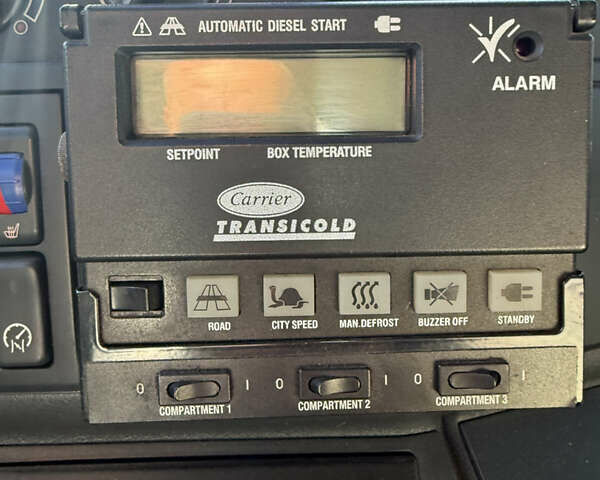 AUTOMATIC DIESEL START
ALARM
SETPOINT BOX TEMPERATURE
Carrier
TRANSICOLD
ROAD CITY SPEED MAN.DEFROST BUZZER OFF STANDBY
0 I 0 I 0 I
COMPARTMENT 1 COMPARTMENT 2 COMPARTMENT 3